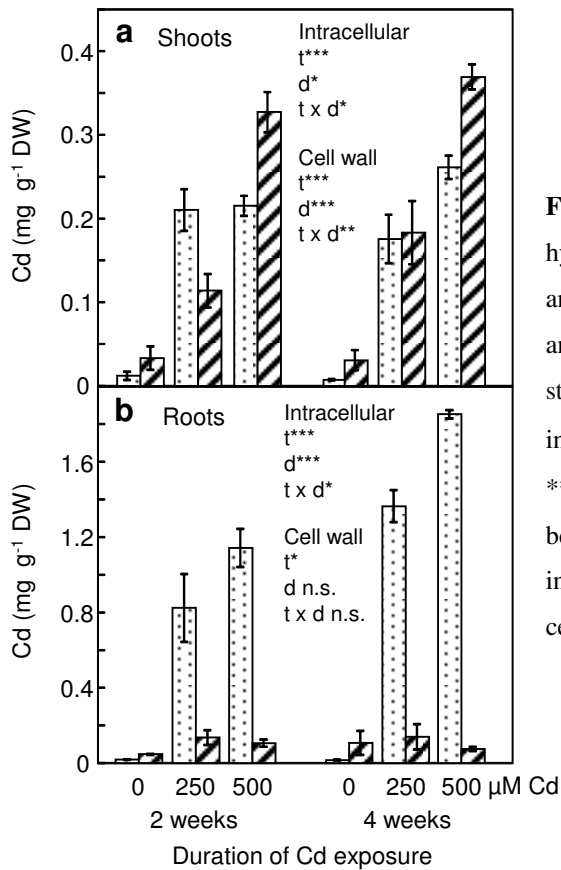 a Shoots
Intracellular
t***
d*
t x d*
Cell wall
t***
d***
t x d**
Cd (mg g⁻¹ DW)
0.4
0.3
0.2
0.1
0
b Roots
Intracellular
t***
d***
t x d*
Cell wall
t*
d n.s.
t x d n.s.
Cd (mg g⁻¹ DW)
1.6
1.2
0.8
0.4
0
0 250 500 0 250 500 µM Cd
2 weeks 4 weeks
Duration of Cd exposure
F
hy
an
an
st
in
**
be
in
ce